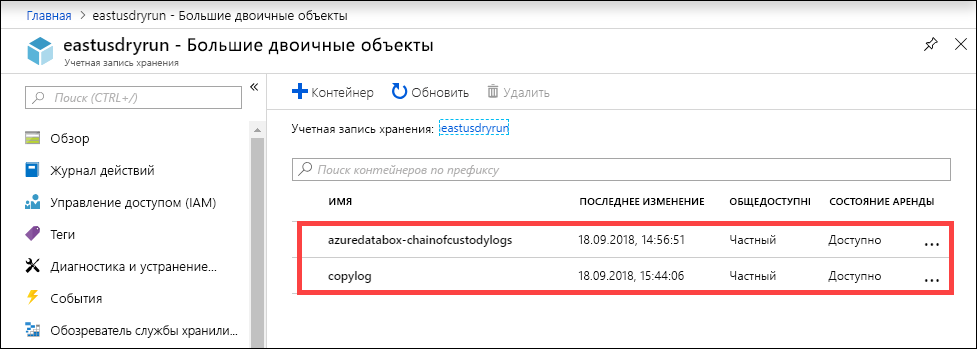 Главная > eastusdryrun - Большие двоичные объекты
eastusdryrun - Большие двоичные объекты
Учетная запись хранения
Поиск (CTRL+/)
Обзор
Журнал действий
Управление доступом (IAM)
Теги
Диагностика и устранение...
События
Обозреватель службы хранили...
Контейнер Обновить Удалить
Учетная запись хранения: eastusdryrun
Поиск контейнеров по префиксу
ИМЯ ПОСЛЕДНЕЕ ИЗМЕНЕНИЕ ОБЩЕДОСТУПНІ СОСТОЯНИЕ АРЕНДЫ
azuredatabox-chainofcustodylogs 18.09.2018, 14:56:51 Частный Доступно ...
copylog 18.09.2018, 15:44:06 Частный Доступно ...